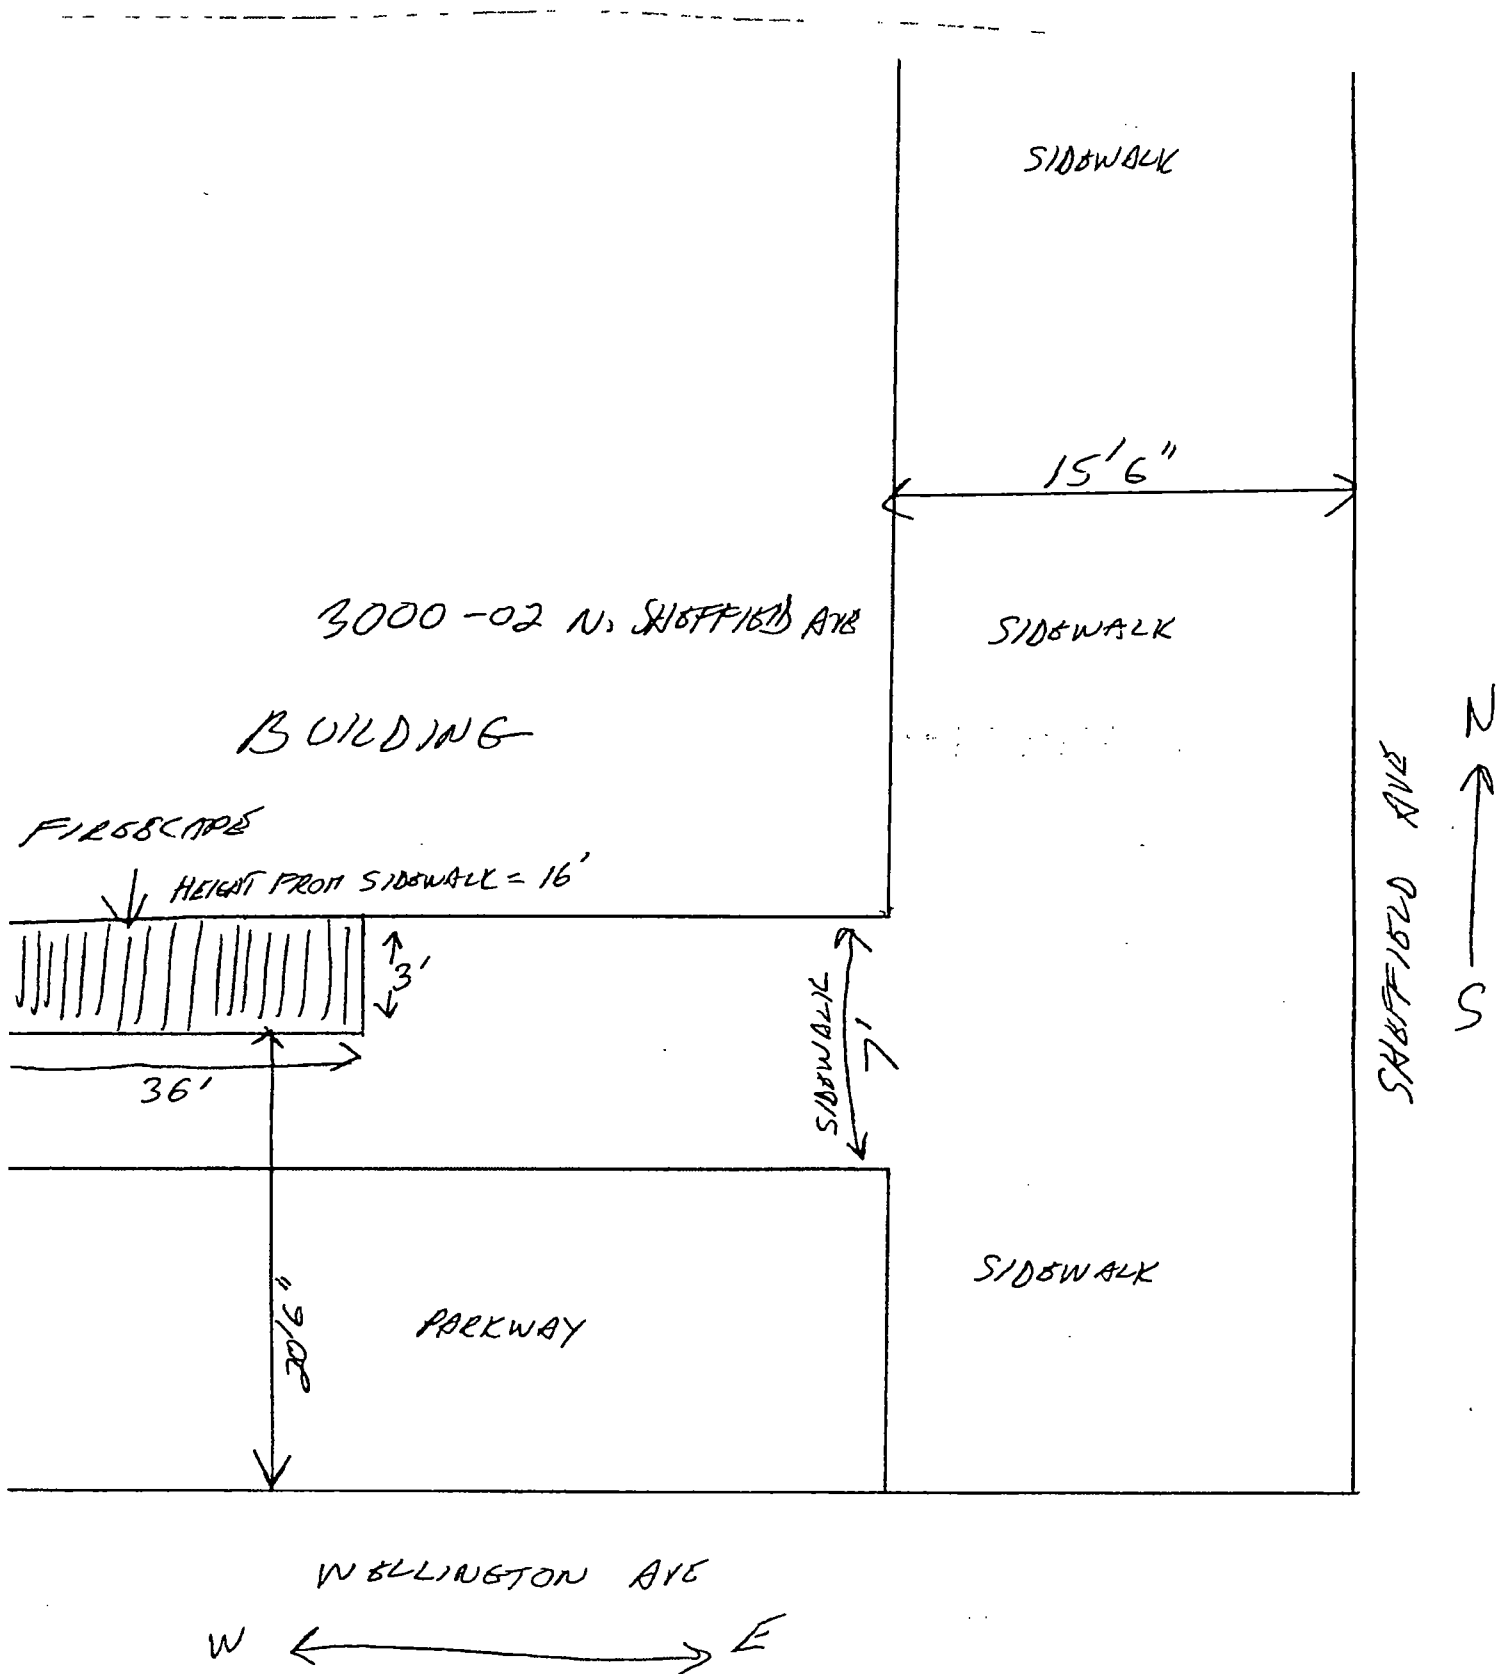 SIDEWALK
15'6"
3000-02 N. SHEFFIELD AVE
SIDEWALK
BUILDING
N
S
SHEFFIELD AVE
FIRESCAPE
HEIGHT FROM SIDEWALK = 16'
3'
SIDEWALK
7'
36'
SIDEWALK
20'6"
PARKWAY
WELLINGTON AVE
W E